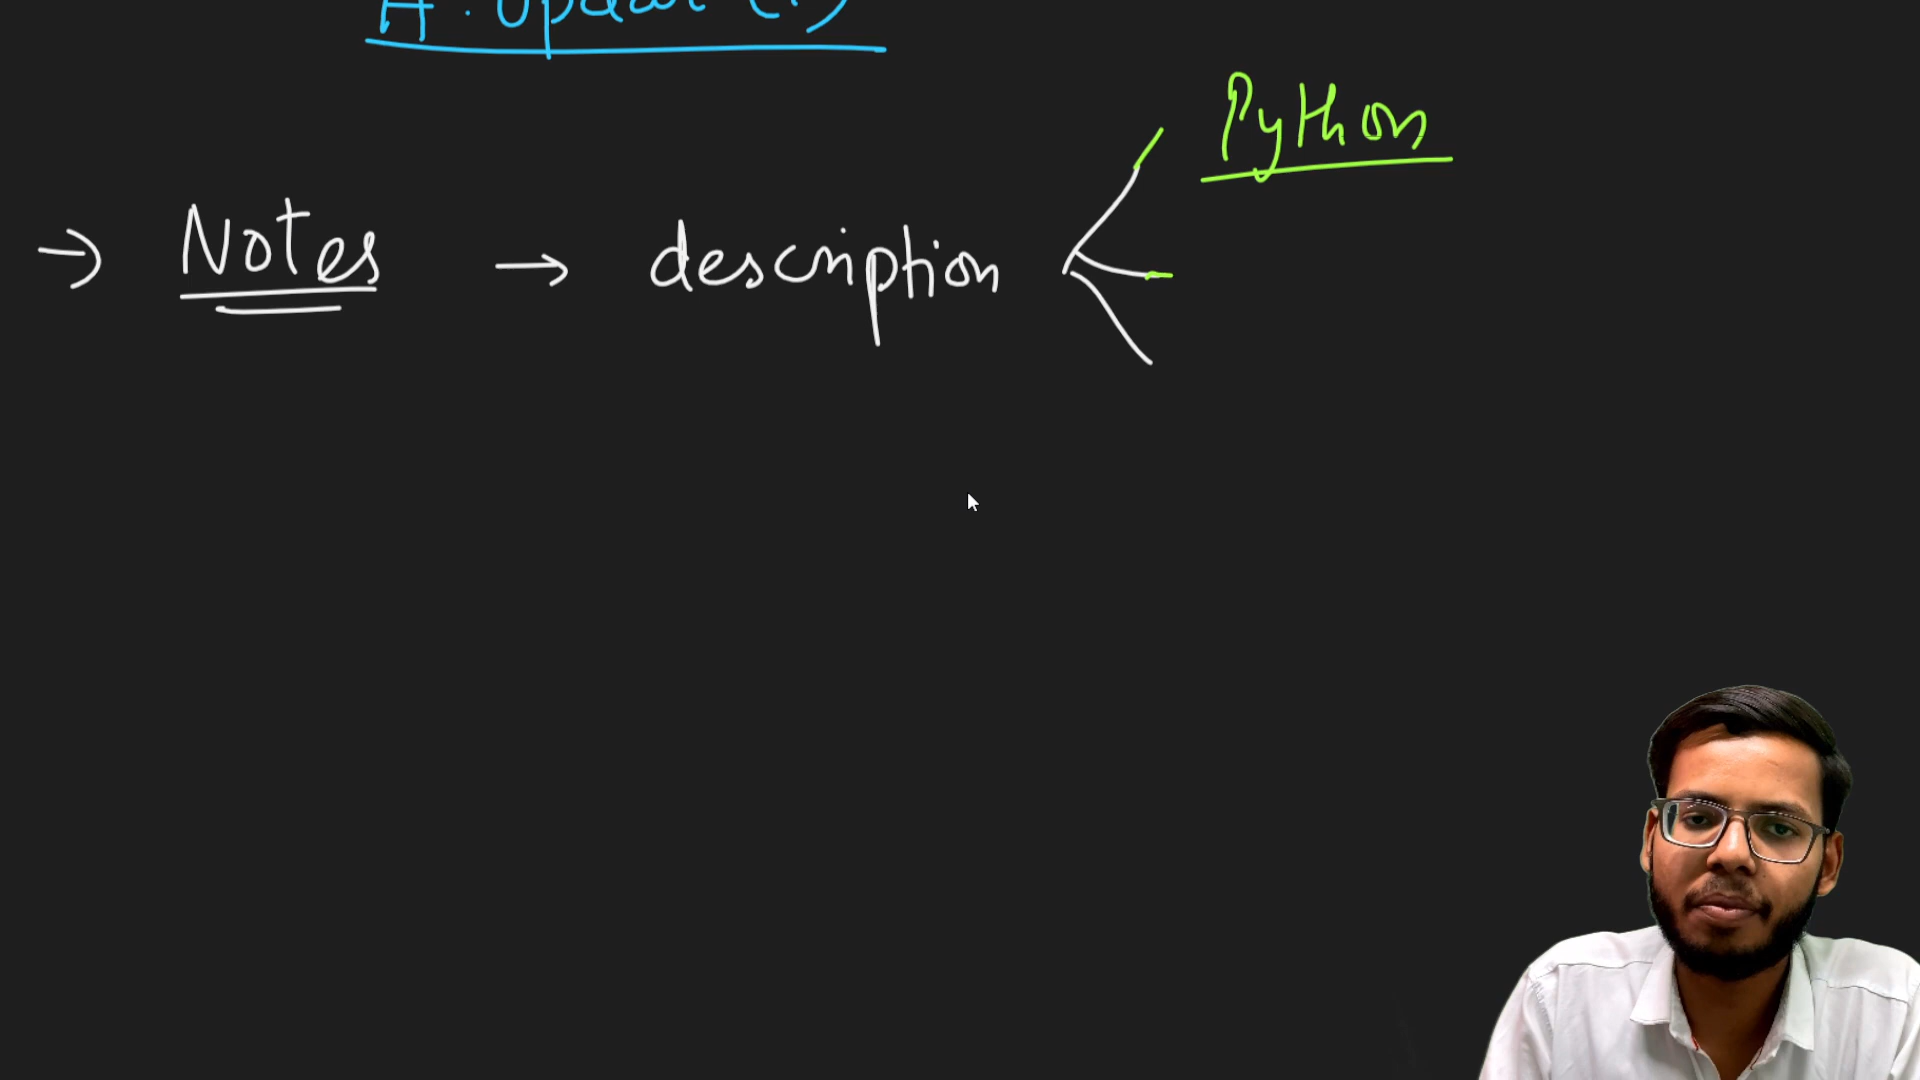 Python
→ Notes → description